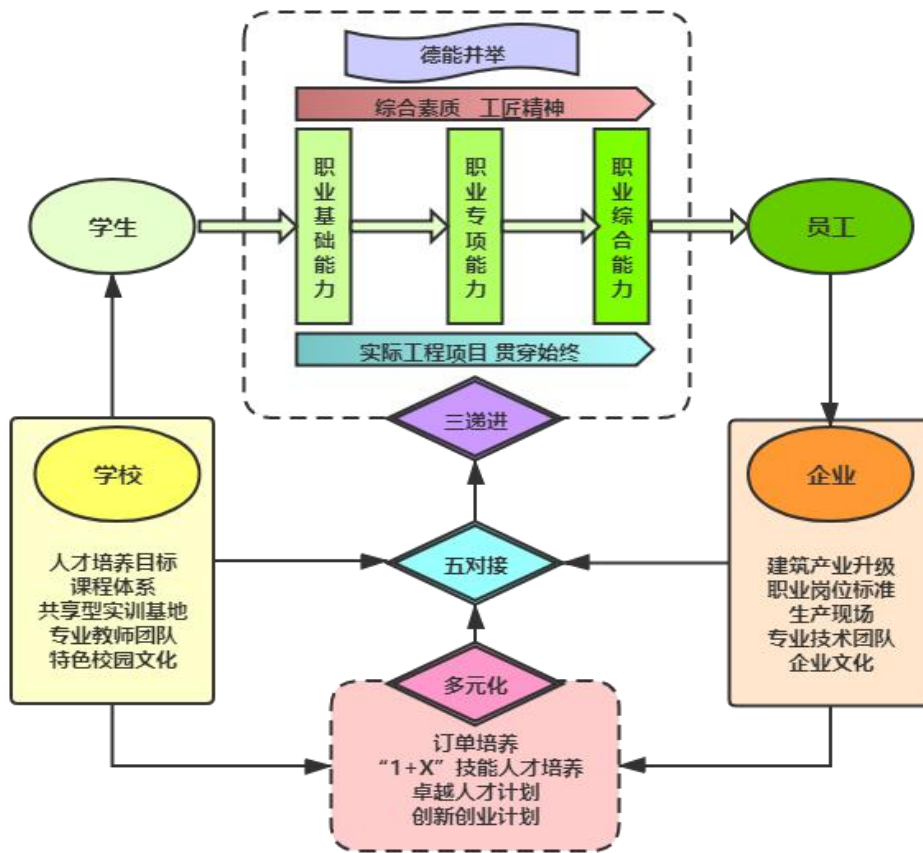 德能并举
综合素质 工匠精神
职业基础能力
职业专项能力
职业综合能力
学生
员工
实际工程项目 贯穿始终
三递进
学校
人才培养目标
课程体系
共享型实训基地
专业教师团队
特色校园文化
五对接
企业
建筑产业升级
职业岗位标准
生产现场
专业技术团队
企业文化
多元化
订单培养
“1+X”技能人才培养
卓越人才计划
创新创业计划